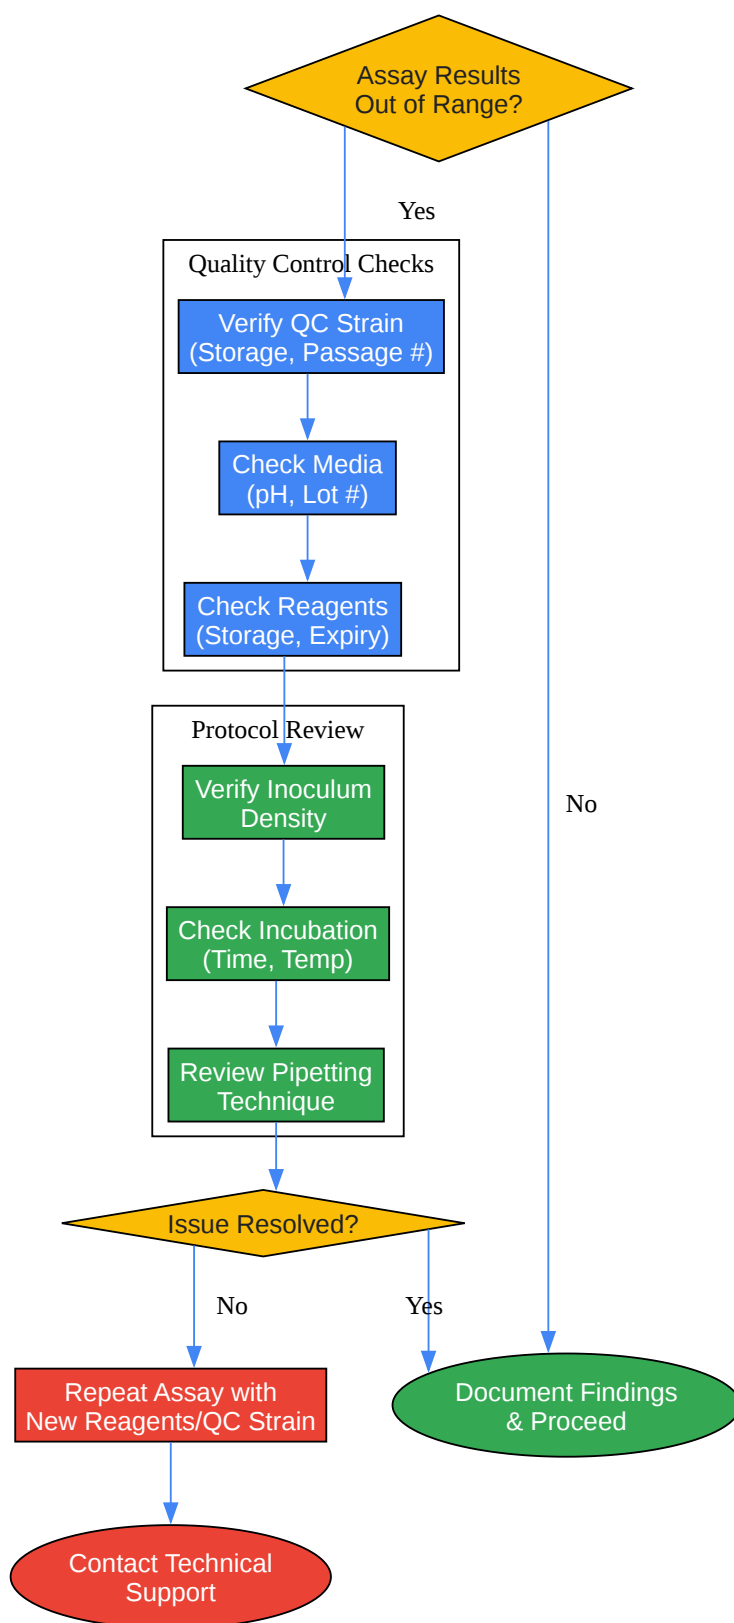 Assay Results
Out of Range?
Yes
Quality Control Checks
Verify QC Strain
(Storage, Passage #)
Check Media
(pH, Lot #)
Check Reagents
(Storage, Expiry)
Protocol Review
Verify Inoculum
Density
No
Check Incubation
(Time, Temp)
Review Pipetting
Technique
Issue Resolved?
No
Yes
Repeat Assay with
New Reagents/QC Strain
Document Findings
& Proceed
Contact Technical
Support